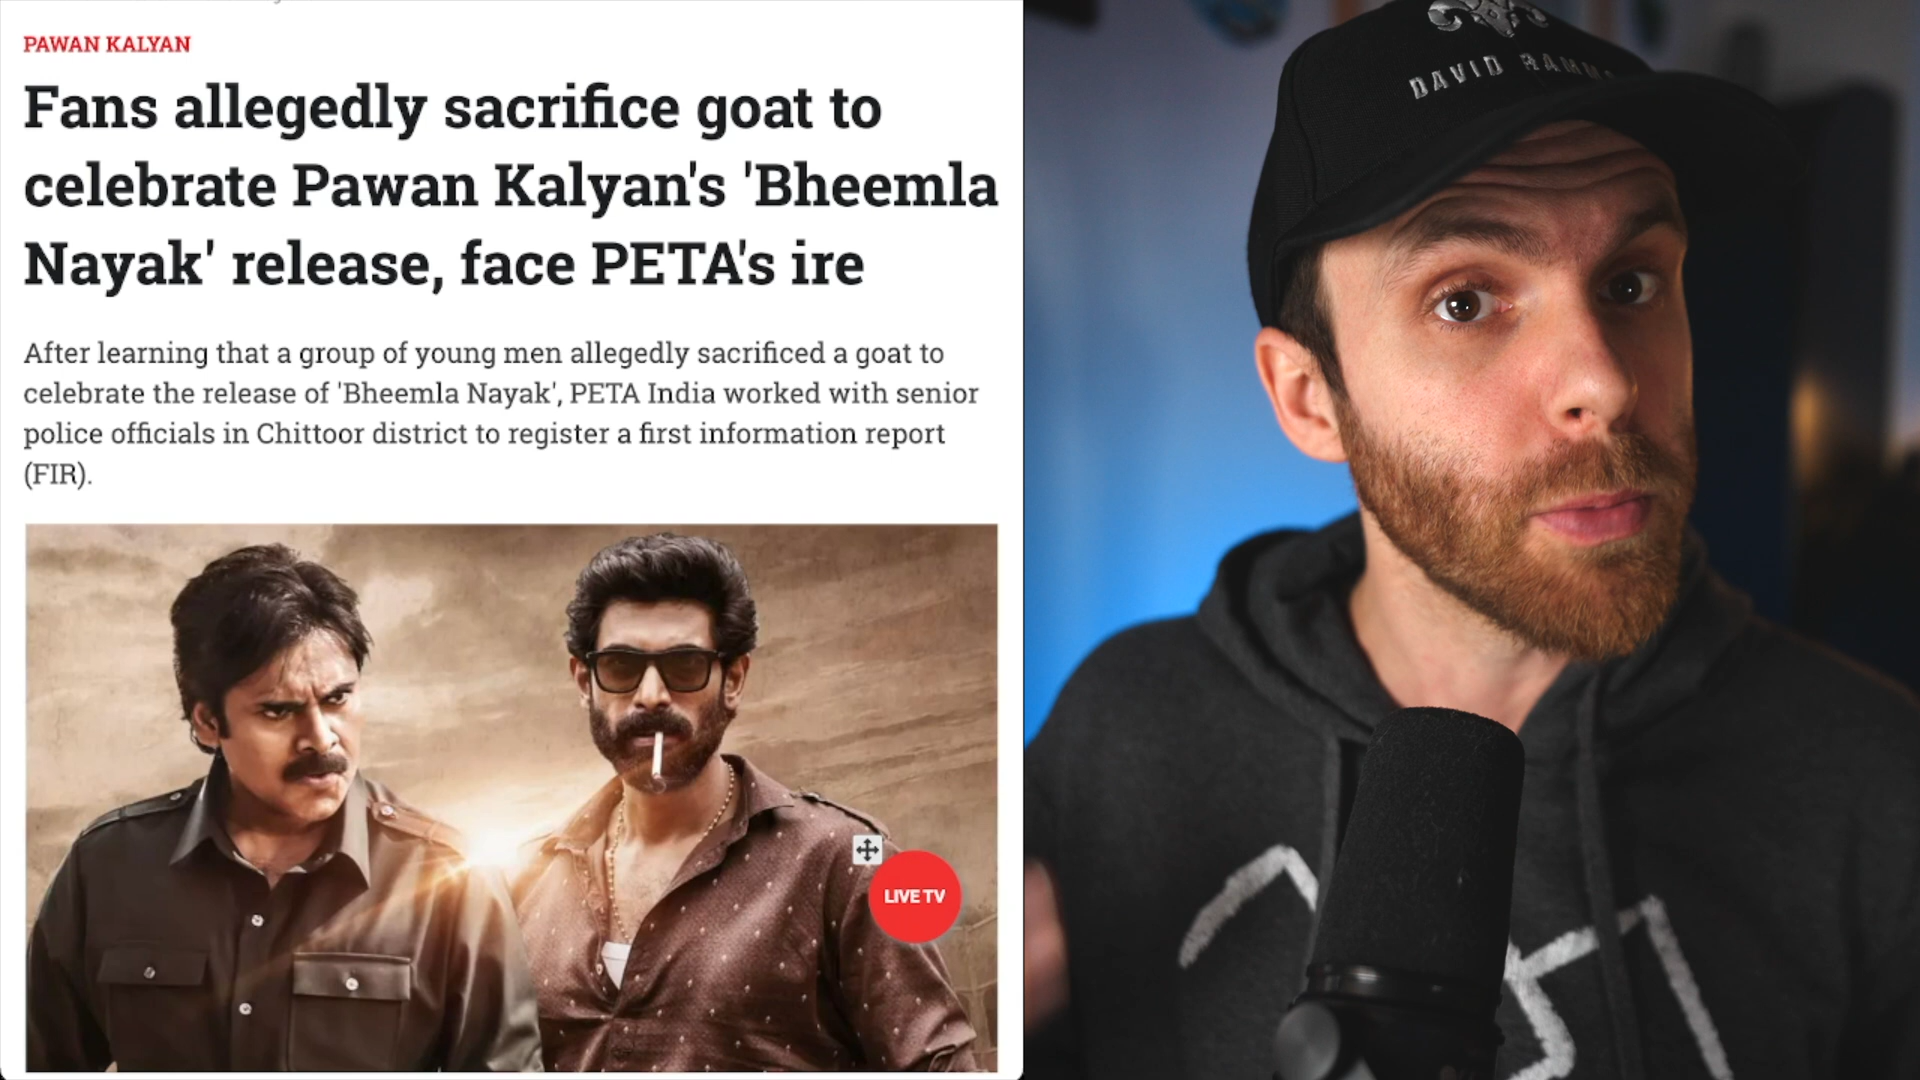 PAWAN KALYAN
Fans allegedly sacrifice goat to
celebrate Pawan Kalyan's 'Bheemla
Nayak' release, face PETA's ire
After learning that a group of young men allegedly sacrificed a goat to
celebrate the release of 'Bheemla Nayak', PETA India worked with senior
police officials in Chittoor district to register a first information report
(FIR).
LIVE TV
DAVID